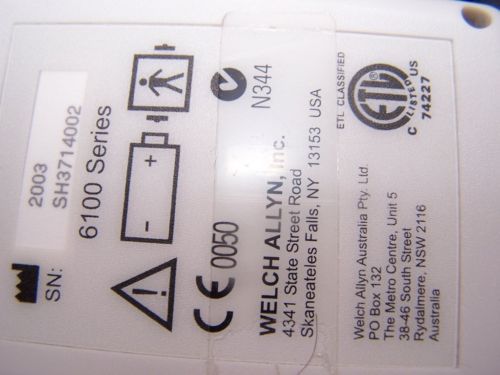 2003
SN: SH3714002
6100 Series
- +
CE 0050
N344
WELCH ALLYN, Inc.
4341 State Street Road
Skaneateles Falls, NY 13153 USA
ETL CLASSIFIED
ETL
C LISTED US
74227
Welch Allyn Australia Pty. Ltd.
PO Box 132
The Metro Centre, Unit 5
38-46 South Street
Rydalmere, NSW 2116
Australia